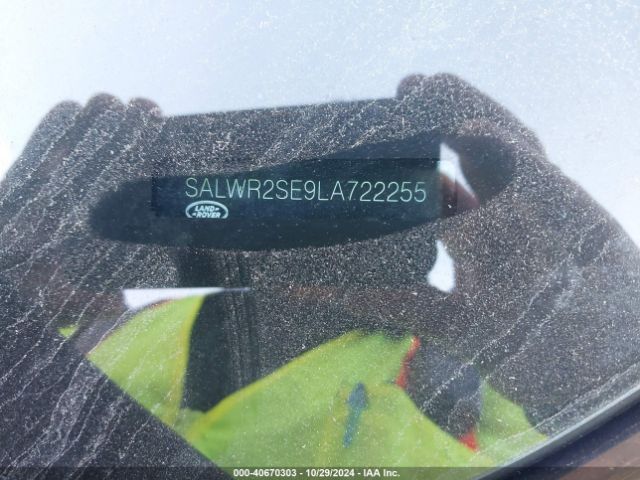 SALWR2SE9LA722255
LAND-
ROVER
000-40670303 | 10/29/2024 - IAA Inc.